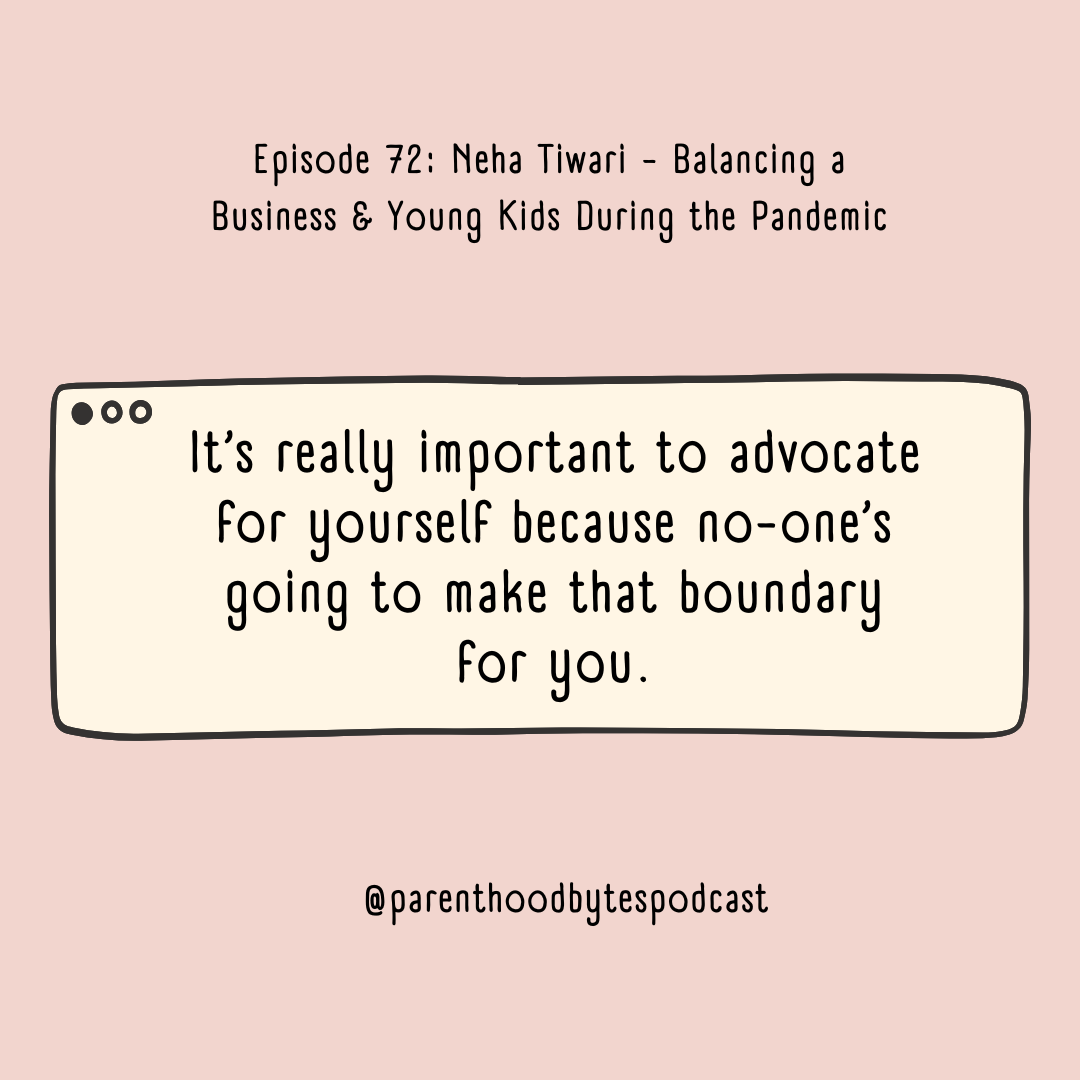 Episode 72: Neha Tiwari - Balancing a
Business & Young Kids During the Pandemic
It's really important to advocate
for yourself because no-one's
going to make that boundary
for you.
@parenthoodbytespodcast